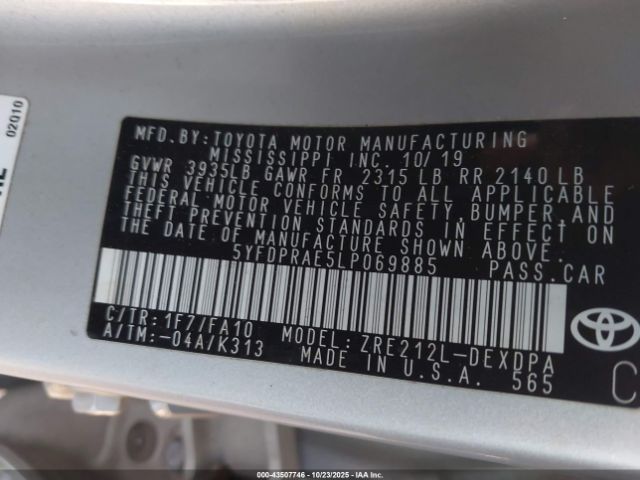 02010
MFD. BY: TOYOTA MOTOR MANUFACTURING
MISSISSIPPI INC. 10/19
GVWR 3935LB GAWR FR 2315 LB RR 2140 LB
THIS VEHICLE CONFORMS TO ALL APPLICABLE
FEDERAL MOTOR VEHICLE SAFETY, BUMPER, AND
THEFT PREVENTION STANDARDS IN EFFECT ON
THE DATE OF MANUFACTURE SHOWN ABOVE.
5YFDPRAE5LP069885 PASS. CAR
C/TR: 1F7/FA10 MODEL: ZRE212L-DEXDPA
A/TM: -04A/K313 MADE IN U.S.A. 565
C
000-43507746 - 10/23/2025 - IAA Inc.